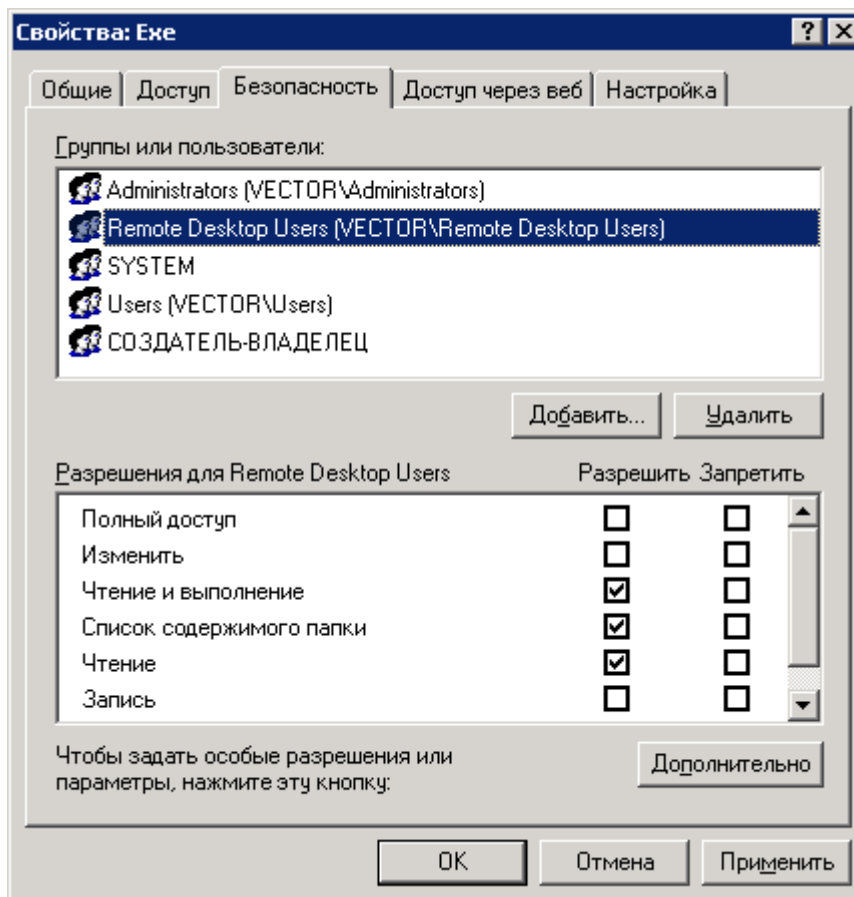 Свойства: Exe
Общие Доступ Безопасность Доступ через веб Настройка
Группы или пользователи:
Administrators (VECTOR\Administrators)
Remote Desktop Users (VECTOR\Remote Desktop Users)
SYSTEM
Users (VECTOR\Users)
СОЗДАТЕЛЬ-ВЛАДЕЛЕЦ
Добавить... Удалить
Разрешения для Remote Desktop Users Разрешить Запретить
Полный доступ
Изменить
Чтение и выполнение
Список содержимого папки
Чтение
Запись
Чтобы задать особые разрешения или
параметры, нажмите эту кнопку:
Дополнительно
OK Отмена Применить